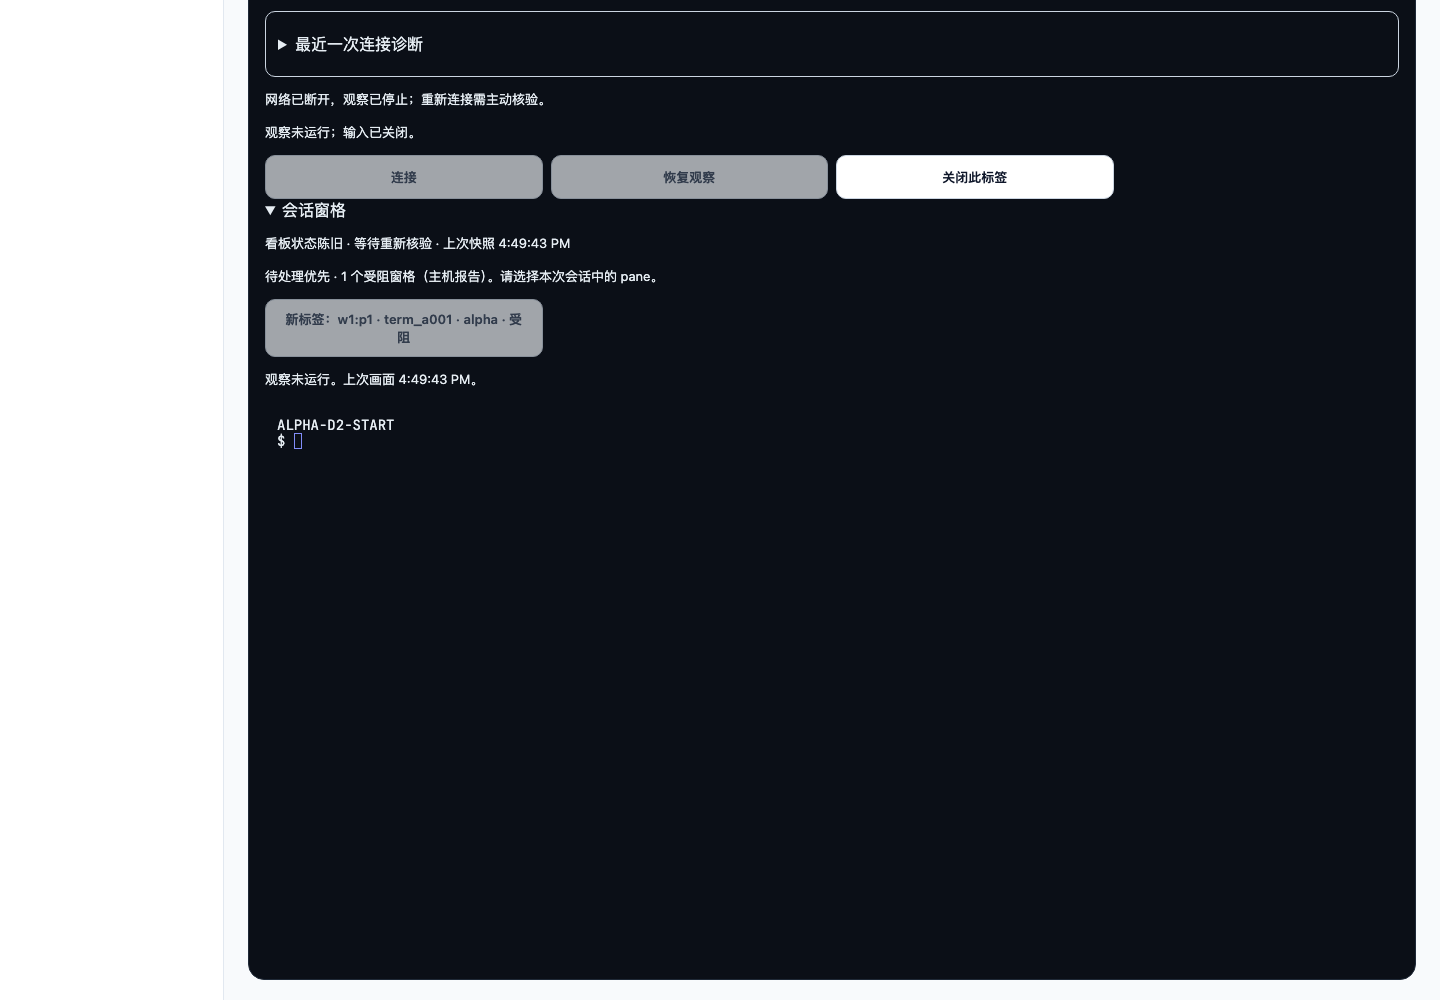 最近一次连接诊断
网络已断开，观察已停止；重新连接需主动核验。
观察未运行；输入已关闭。
连接
恢复观察
关闭此标签
会话窗格
看板状态陈旧 · 等待重新核验 · 上次快照 4:49:43 PM
待处理优先 · 1 个受阻窗格（主机报告）。请选择本次会话中的 pane。
新标签：w1:p1 · term_a001 · alpha · 受
阻
观察未运行。上次画面 4:49:43 PM。
ALPHA-D2-START
$